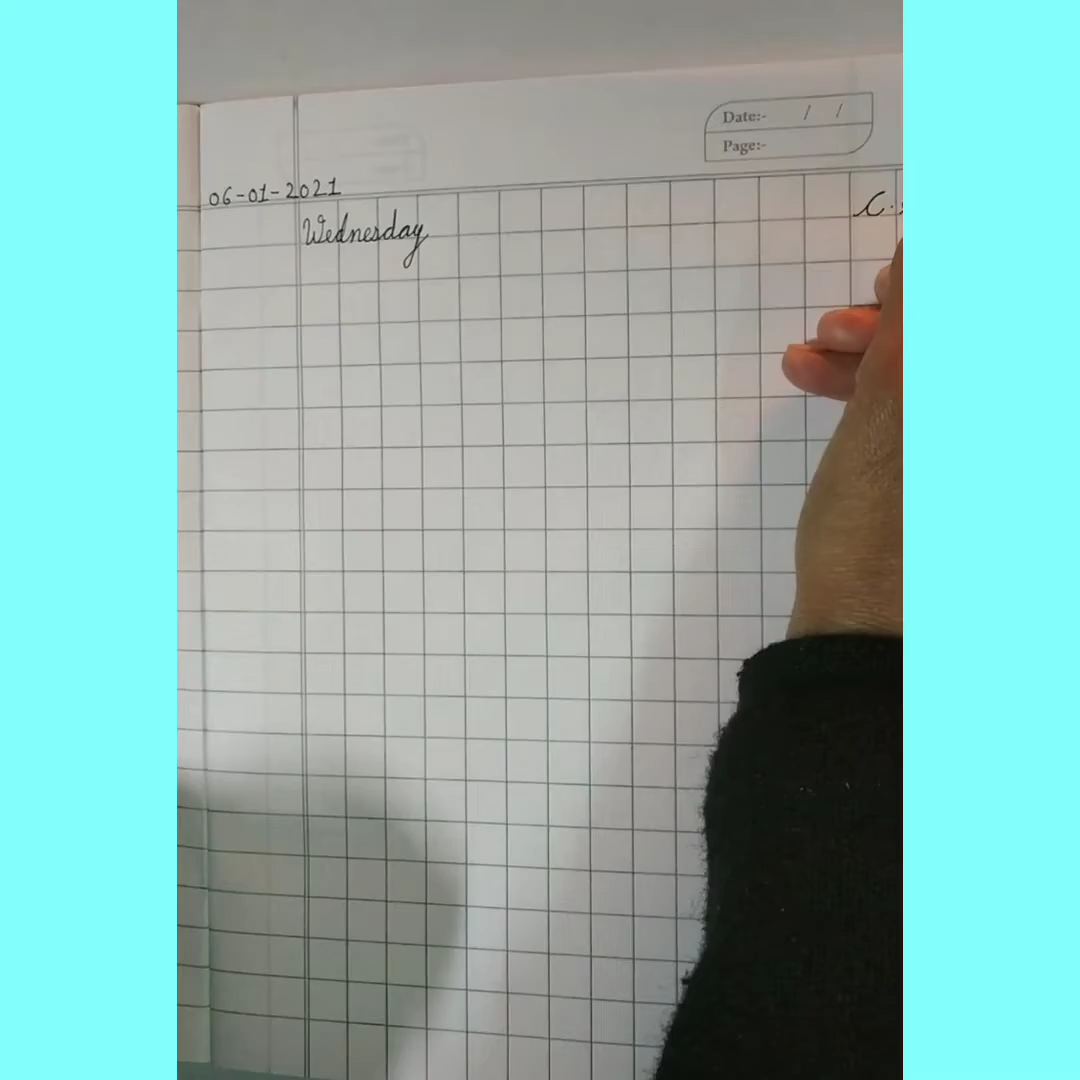 Date:- / /
Page:-
06-01-2021
Wednesday
C.